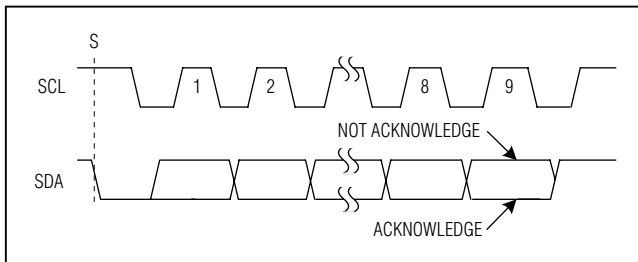 S
SCL 1 2 8 9
NOT ACKNOWLEDGE
SDA
ACKNOWLEDGE